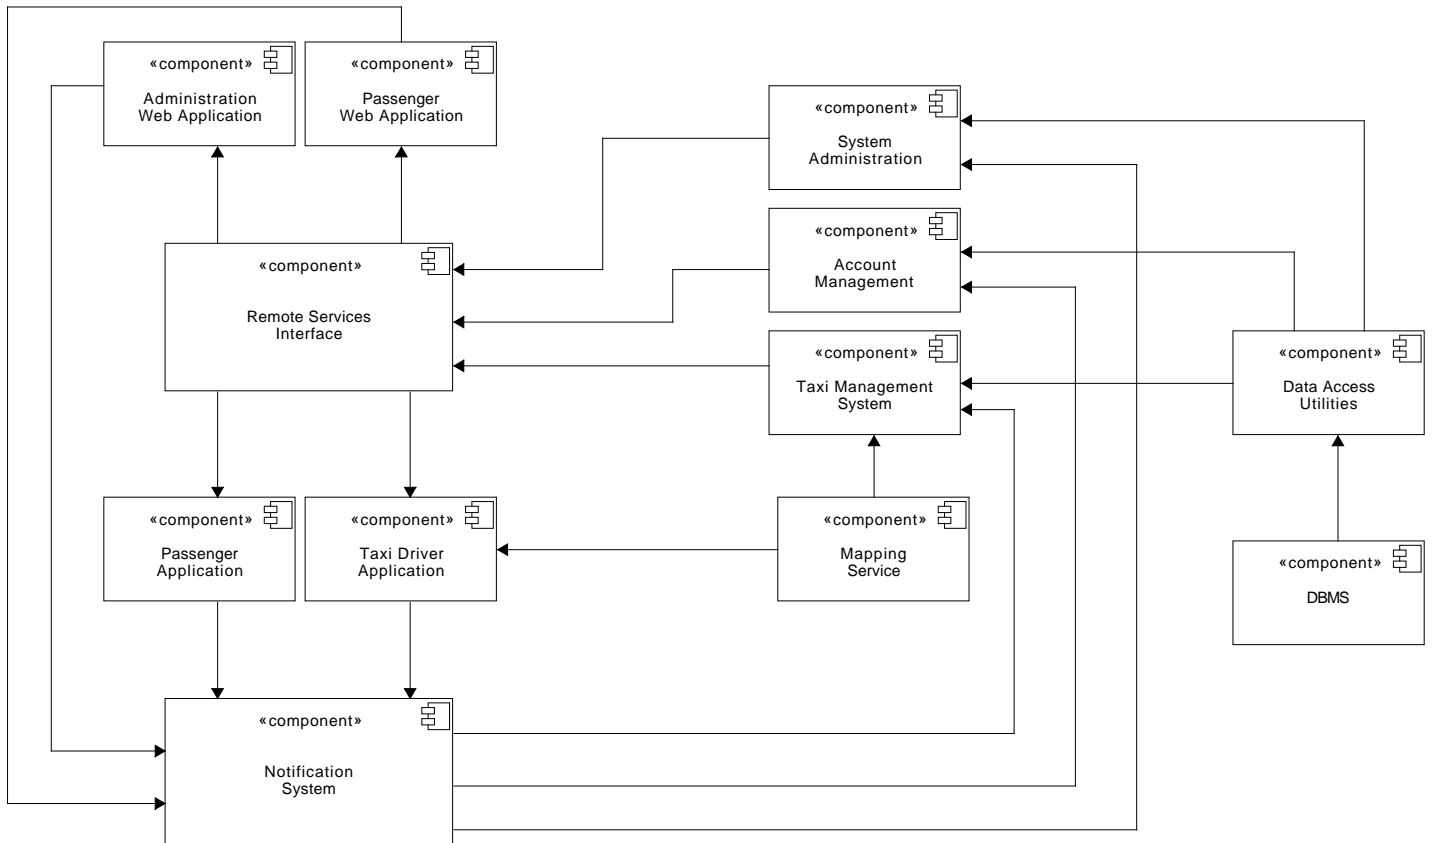 «component»
Administration
Web Application
«component»
Passenger
Web Application
«component»
System
Administration
«component»
Account
Management
«component»
Remote Services
Interface
«component»
Taxi Management
System
«component»
Data Access
Utilities
«component»
Passenger
Application
«component»
Taxi Driver
Application
«component»
Mapping
Service
«component»
DBMS
«component»
Notification
System